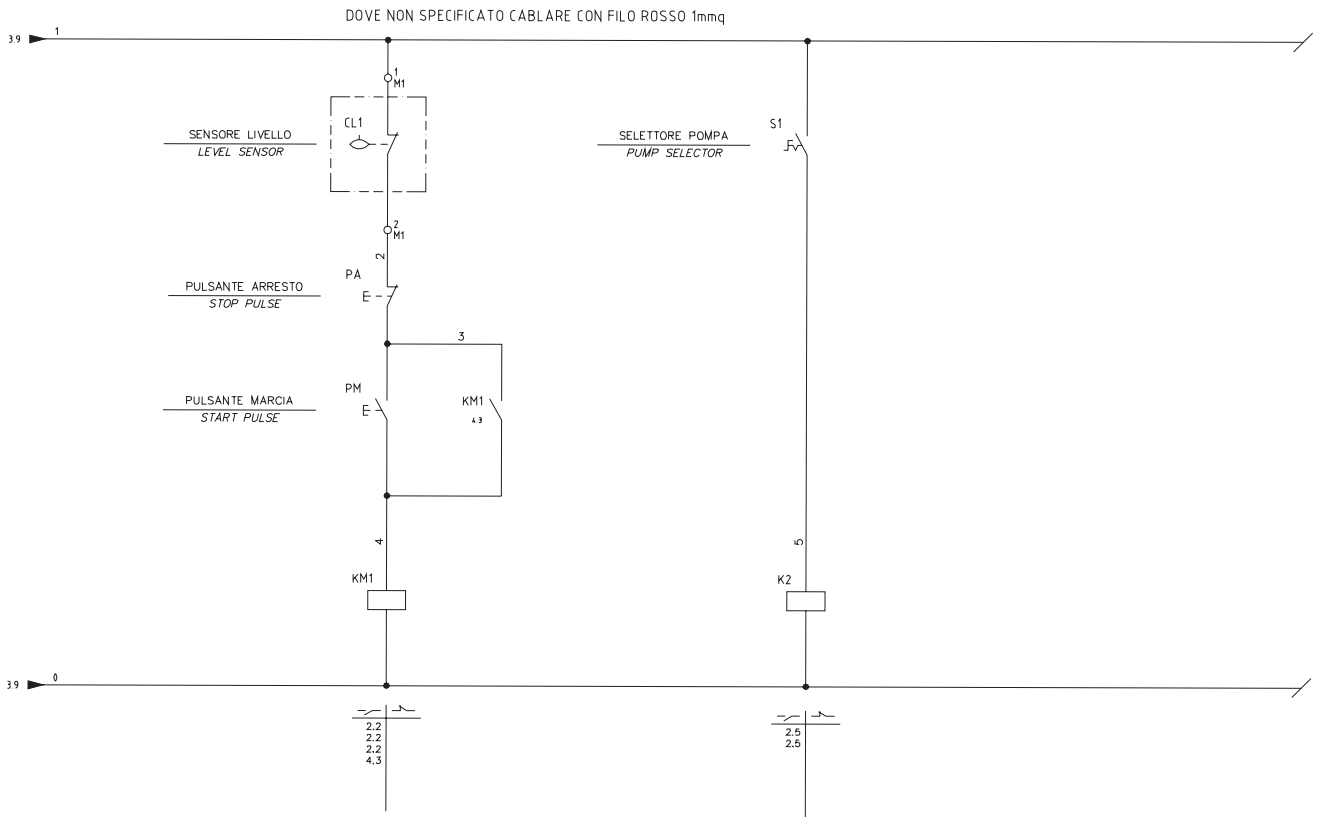 DOVE NON SPECIFICATO CABLARE CON FILO ROSSO 1mmq
3.9
1
1
M1
CL1
SENSORE LIVELLO
LEVEL SENSOR
S1
SELETTORE POMPA
PUMP SELECTOR
2
M1
2
PA
PULSANTE ARRESTO
STOP PULSE
3
PM
PULSANTE MARCIA
START PULSE
KM1
4.3
4
5
KM1
K2
3.9
0
2.2
2.2
2.2
4.3
2.5
2.5